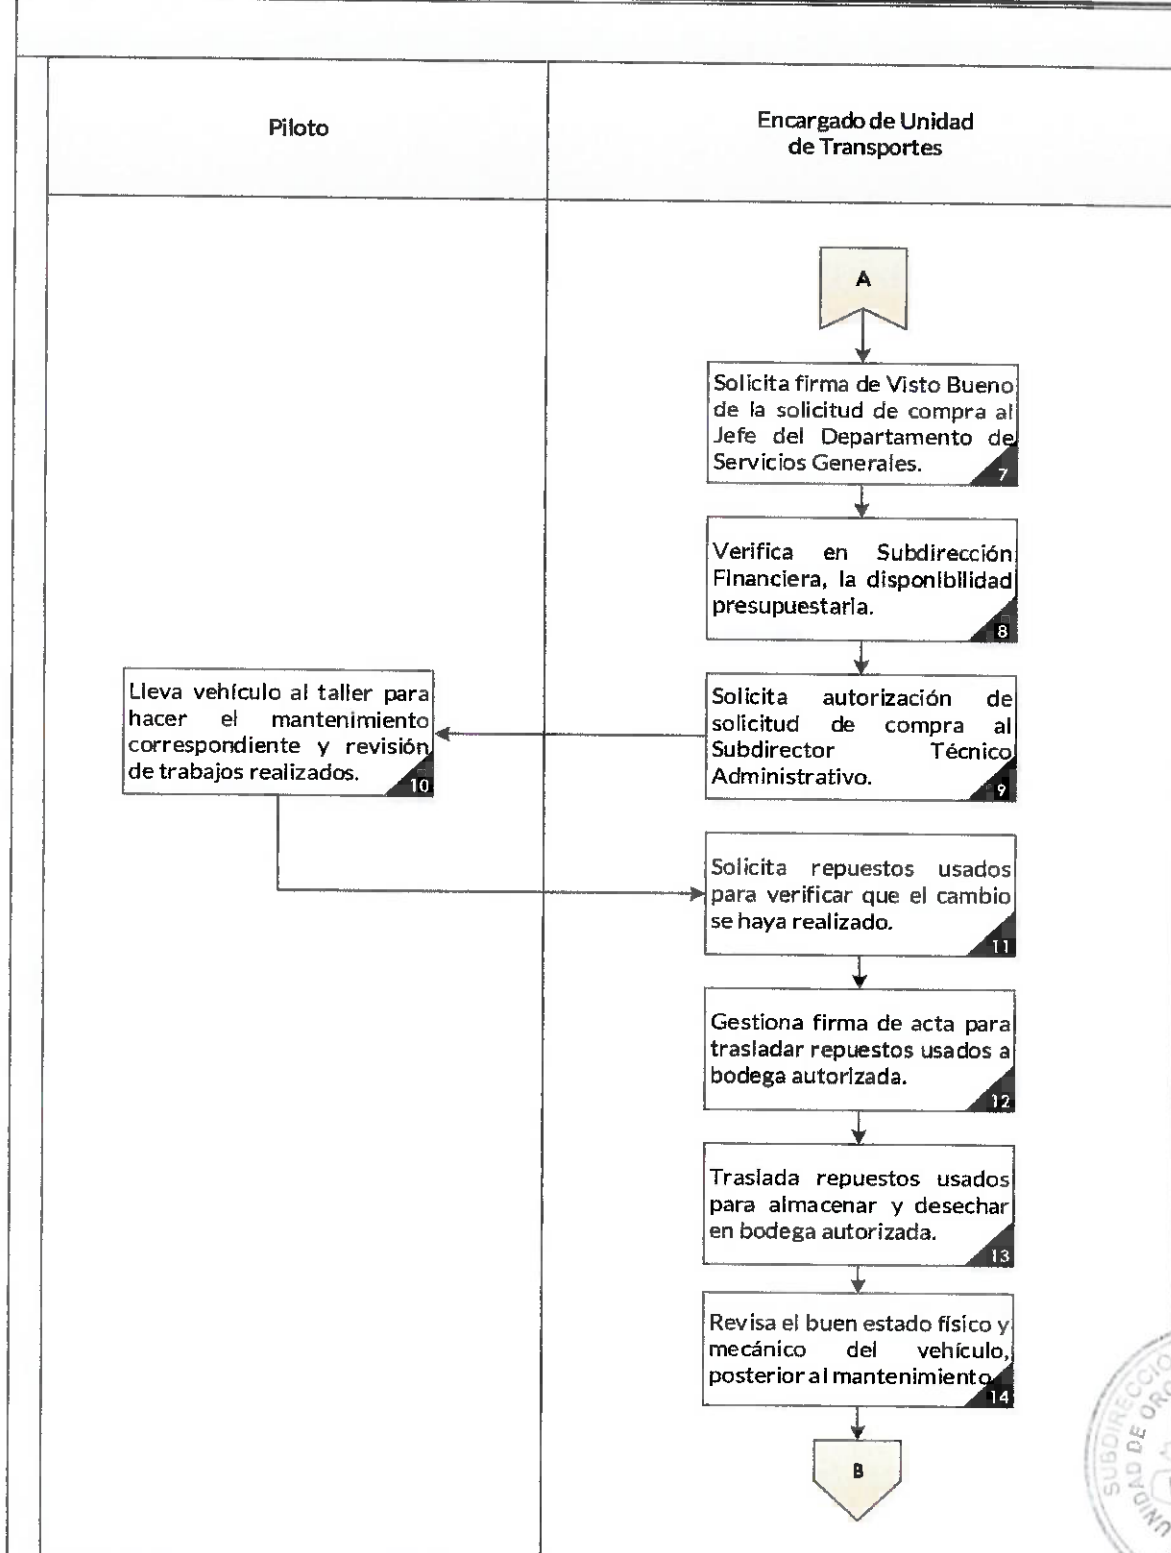 Piloto
Encargado de Unidad
de Transportes
A
Solicita firma de Visto Bueno
de la solicitud de compra al
Jefe del Departamento de
Servicios Generales.
7
Verifica en Subdirección
Financiera, la disponibilidad
presupuestaria.
8
Solicita autorización de
solicitud de compra al
Subdirector Técnico
Administrativo.
9
Lleva vehículo al taller para
hacer el mantenimiento
correspondiente y revisión
de trabajos realizados.
10
Solicita repuestos usados
para verificar que el cambio
se haya realizado.
11
Gestiona firma de acta para
trasladar repuestos usados a
bodega autorizada.
12
Traslada repuestos usados
para almacenar y desechar
en bodega autorizada.
13
Revisa el buen estado físico y
mecánico del vehículo,
posterior al mantenimiento
14
B
UNIDAD DE